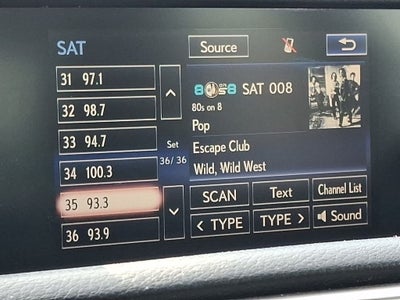 SAT
Source
31 97.1
32 98.7
33 94.7
34 100.3
35 93.3
36 93.9
Set
36/ 36
SAT 008
80s on 8
Pop
Escape Club
Wild, Wild West
SCAN
Text
Channel List
< TYPE
TYPE >
Sound